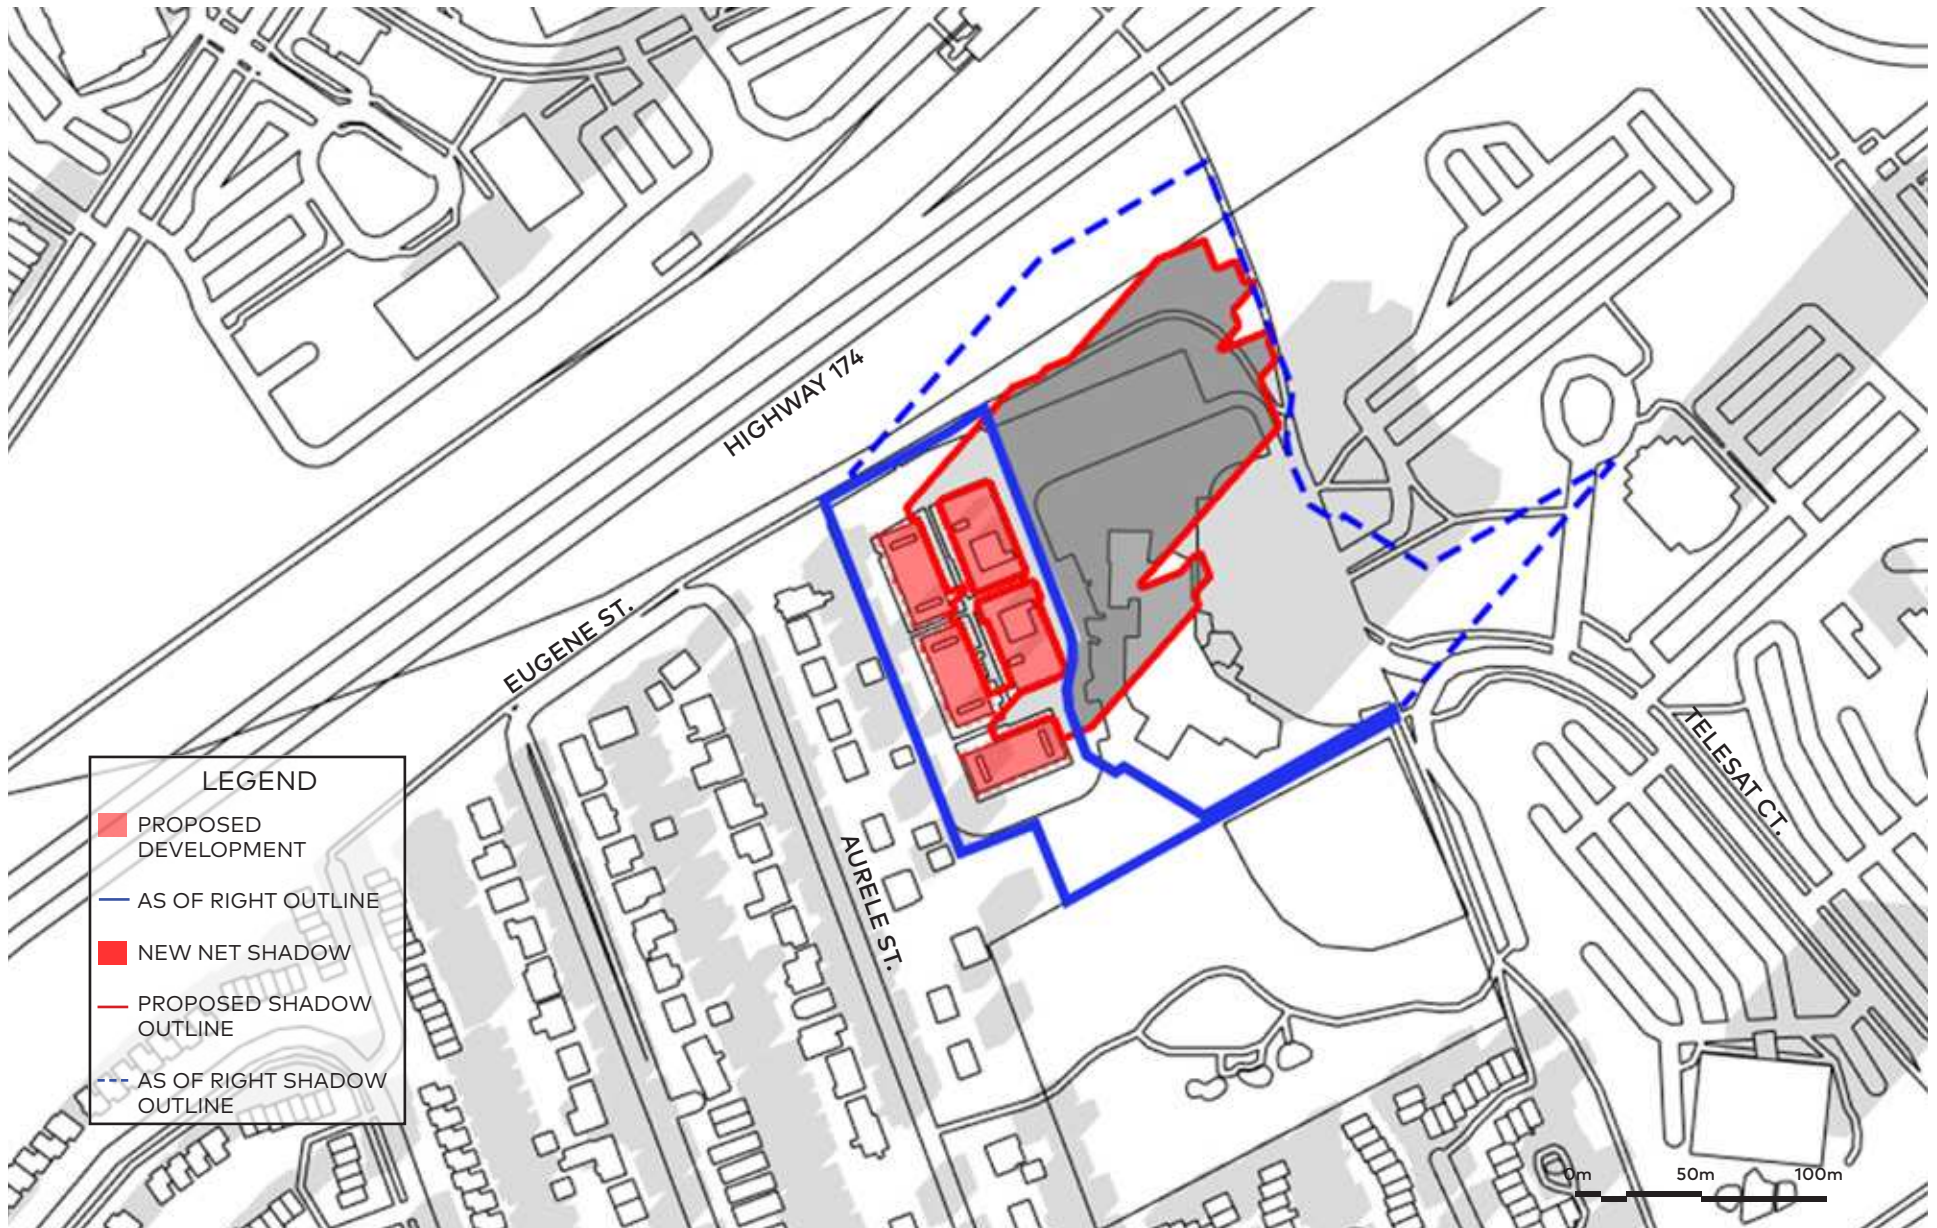 HIGHWAY 174
EUGENE ST.
AURELE ST.
TELESAT CT.
LEGEND
PROPOSED
DEVELOPMENT
AS OF RIGHT OUTLINE
NEW NET SHADOW
PROPOSED SHADOW
OUTLINE
AS OF RIGHT SHADOW
OUTLINE
0m 50m 100m